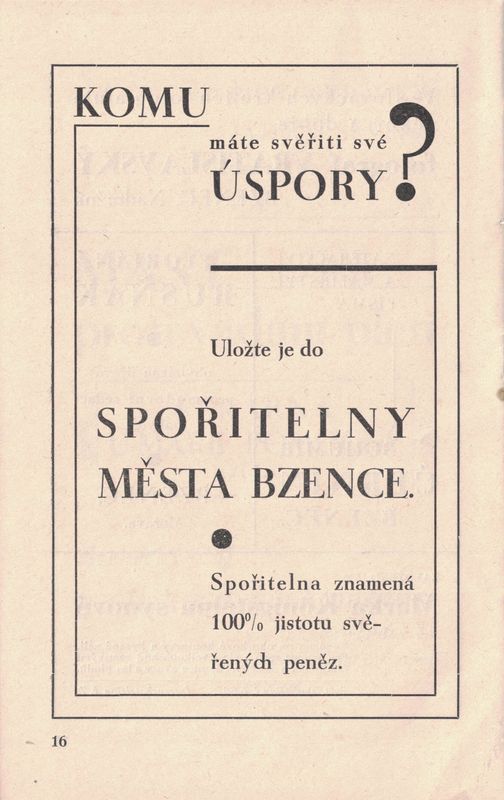 KOMU
máte svěřiti své
ÚSPORY?
Uložte je do
SPOŘITELNY
MĚSTA BZENCE.
Spořitelna znamená
100% jistotu svě-
řených peněz.
16